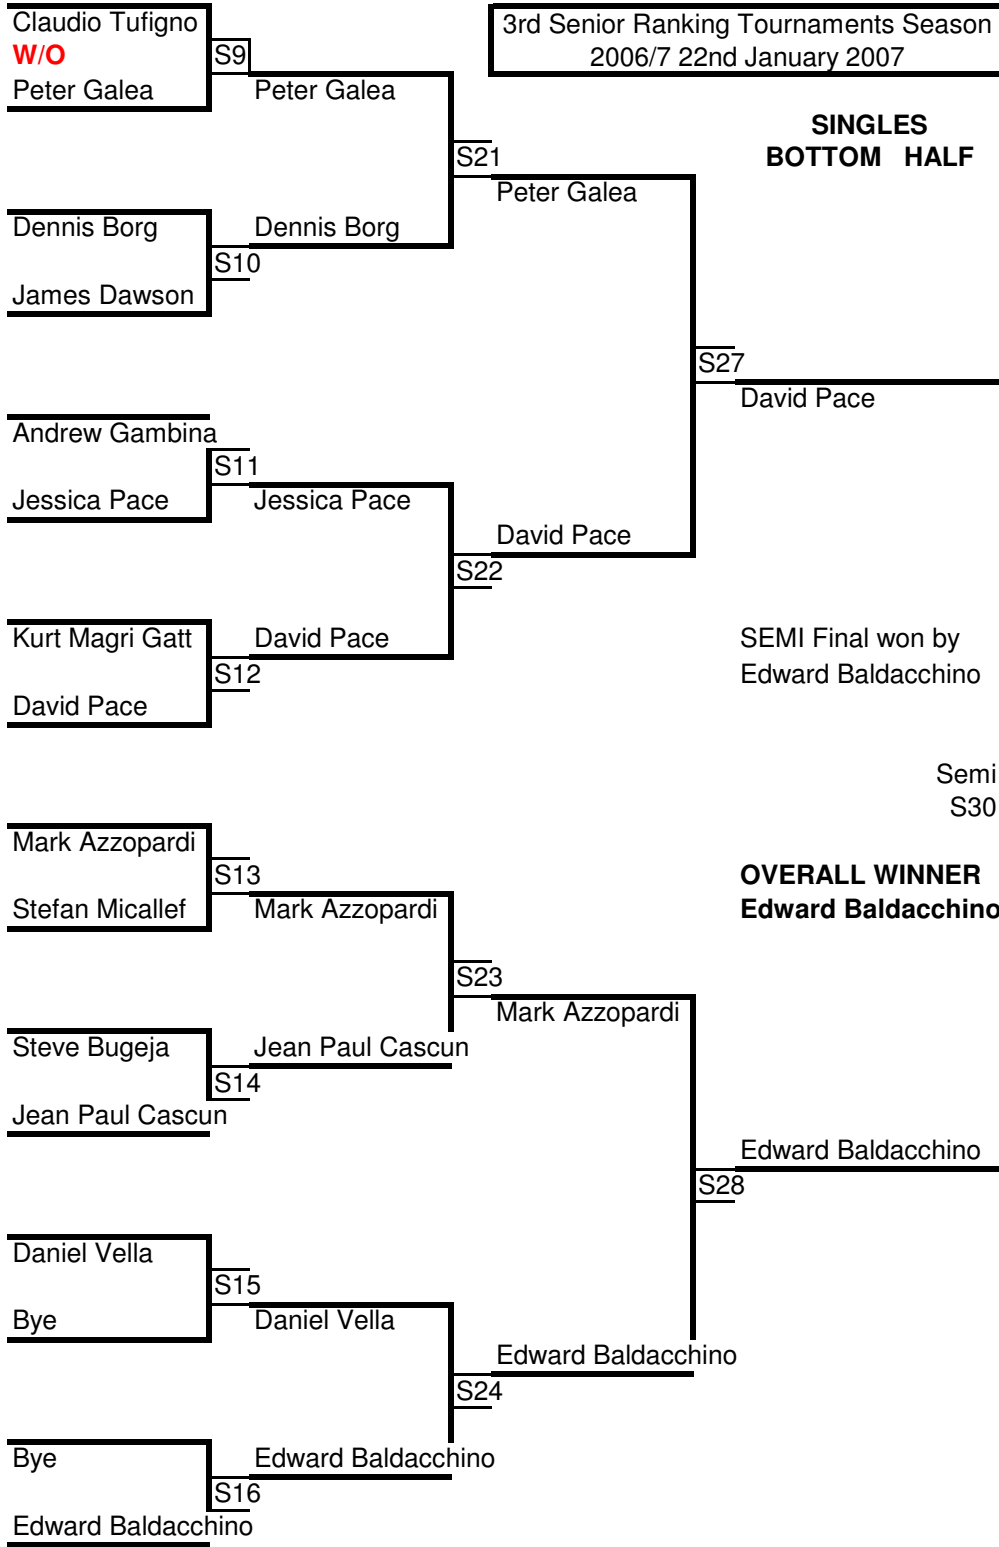 Claudio Tufigno
W/O
S9
Peter Galea
Peter Galea
3rd Senior Ranking Tournaments Season
2006/7 22nd January 2007
SINGLES
BOTTOM HALF
S21
Peter Galea
Dennis Borg
Dennis Borg
S10
James Dawson
S27
David Pace
Andrew Gambina
S11
Jessica Pace
Jessica Pace
David Pace
S22
Kurt Magri Gatt
David Pace
S12
David Pace
SEMI Final won by
Edward Baldacchino
Semi
S30
Mark Azzopardi
S13
Stefan Micallef
Mark Azzopardi
OVERALL WINNER
Edward Baldacchino
S23
Mark Azzopardi
Steve Bugeja
Jean Paul Cascun
S14
Jean Paul Cascun
Edward Baldacchino
S28
Daniel Vella
S15
Bye
Daniel Vella
Edward Baldacchino
S24
Bye
Edward Baldacchino
S16
Edward Baldacchino